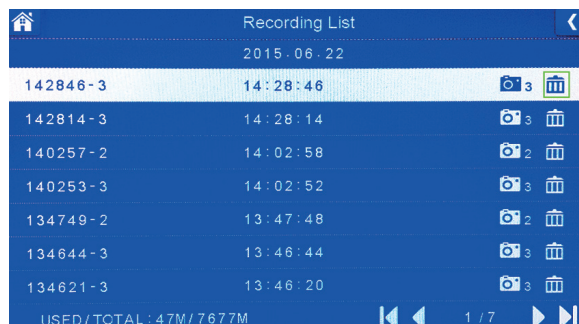 Recording List
2015.06.22
142846-3 14:28:46 3
142814-3 14:28:14 3
140257-2 14:02:58 2
140253-3 14:02:52 3
134749-2 13:47:48 2
134644-3 13:46:44 3
134621-3 13:46:20 3
USED/TOTAL:47M/7677M 1/7